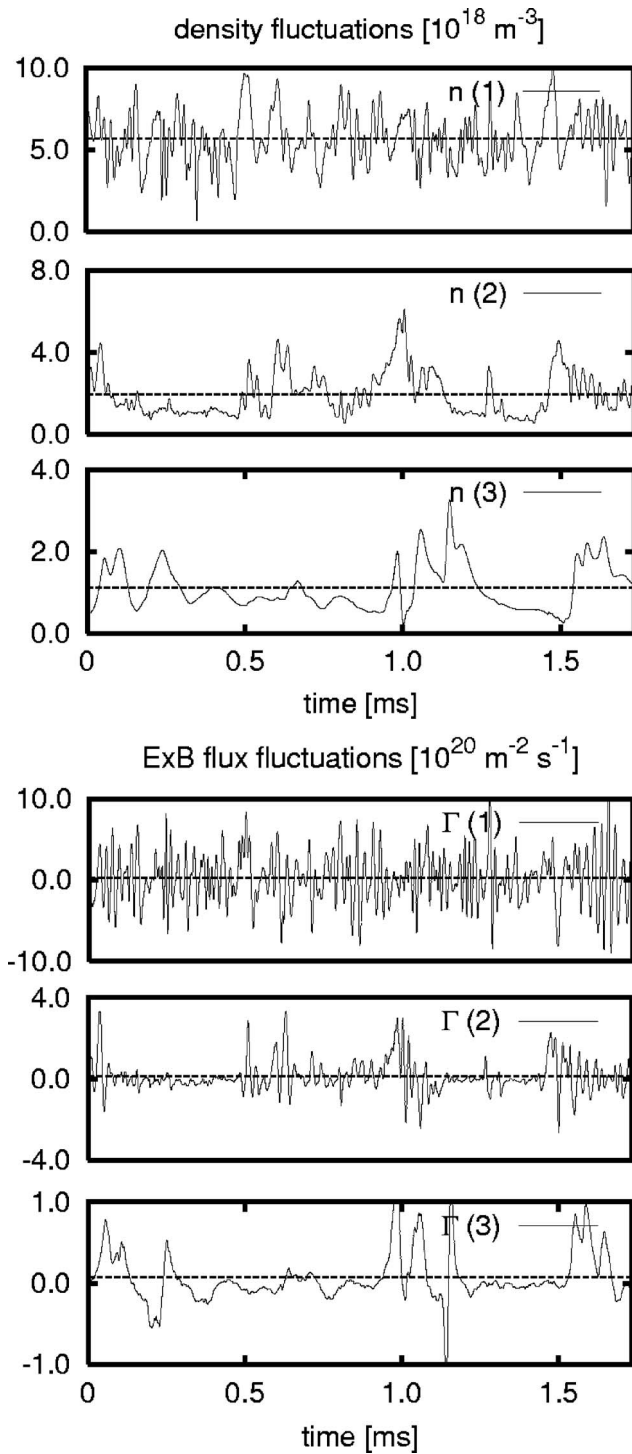 density fluctuations [10^18 m^-3]
10.0
n (1)
5.0
0.0
8.0
n (2)
4.0
0.0
4.0
n (3)
2.0
0.0
0 0.5 1.0 1.5
time [ms]
ExB flux fluctuations [10^20 m^-2 s^-1]
10.0
Γ (1)
0.0
-10.0
4.0
Γ (2)
0.0
-4.0
1.0
Γ (3)
0.0
-1.0
0 0.5 1.0 1.5
time [ms]